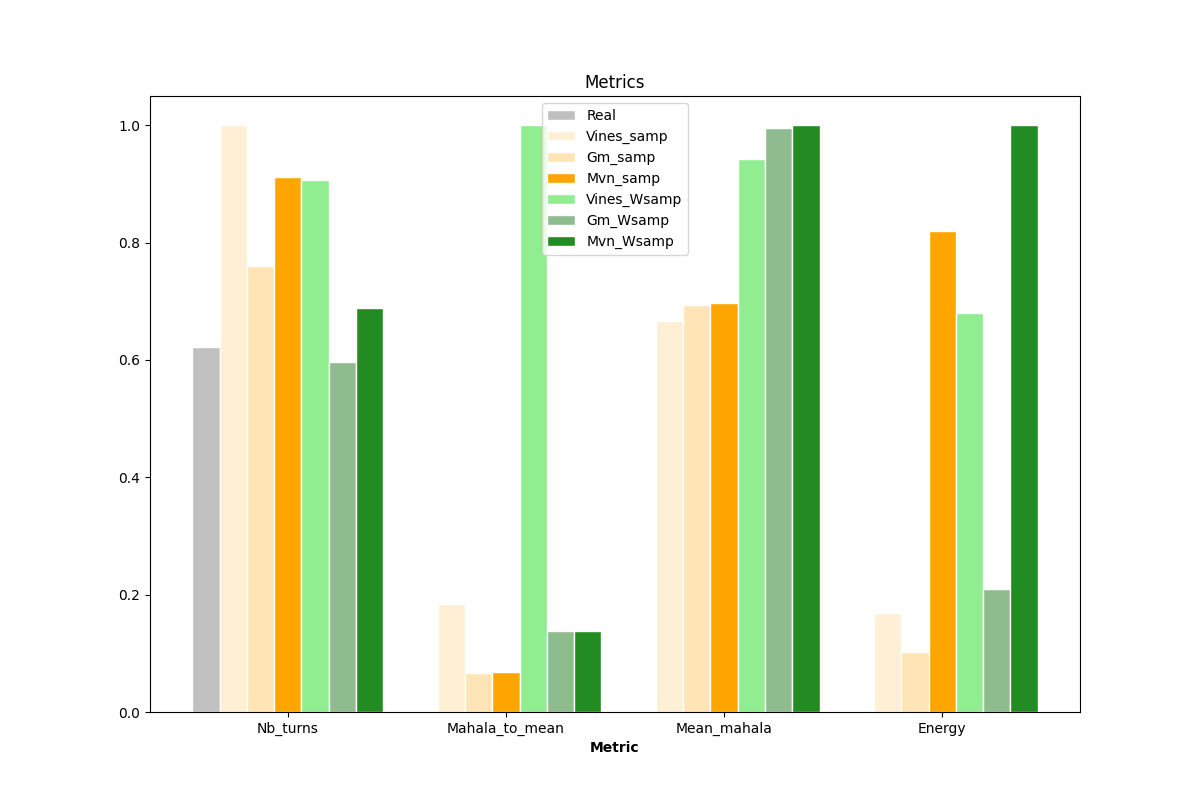 Metrics
Real
Vines_samp
Gm_samp
Mvn_samp
Vines_Wsamp
Gm_Wsamp
Mvn_Wsamp
1.0
0.8
0.6
0.4
0.2
0.0
Nb_turns Mahala_to_mean Mean_mahala Energy
Metric